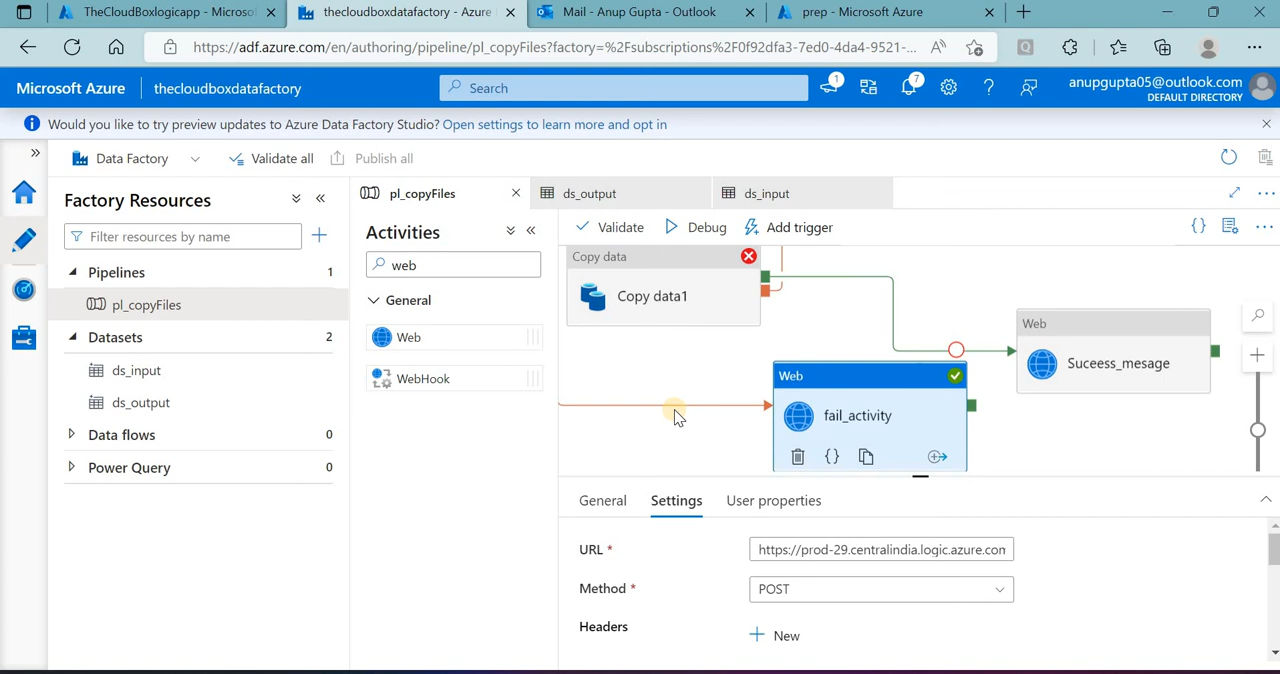 TheCloudBoxlogicapp - Microso
thecloudboxdatafactory - Azure
Mail - Anup Gupta - Outlook
prep - Microsoft Azure
https://adf.azure.com/en/authoring/pipeline/pl_copyFiles?factory=%2Fsubscriptions%2F0f92dfa3-7ed0-4da4-9521-...
Microsoft Azure
thecloudboxdatafactory
Search
1
7
anupgupta05@outlook.com
DEFAULT DIRECTORY
Would you like to try preview updates to Azure Data Factory Studio? Open settings to learn more and opt in
Data Factory
Validate all
Publish all
Factory Resources
Filter resources by name
Pipelines 1
pl_copyFiles
Datasets 2
ds_input
ds_output
Data flows 0
Power Query 0
pl_copyFiles
ds_output
ds_input
Activities
web
General
Web
WebHook
Validate
Debug
Add trigger
Copy data
Copy data1
Web
Suceess_mesage
Web
fail_activity
General
Settings
User properties
URL *
https://prod-29.centralindia.logic.azure.con
Method *
POST
Headers
New